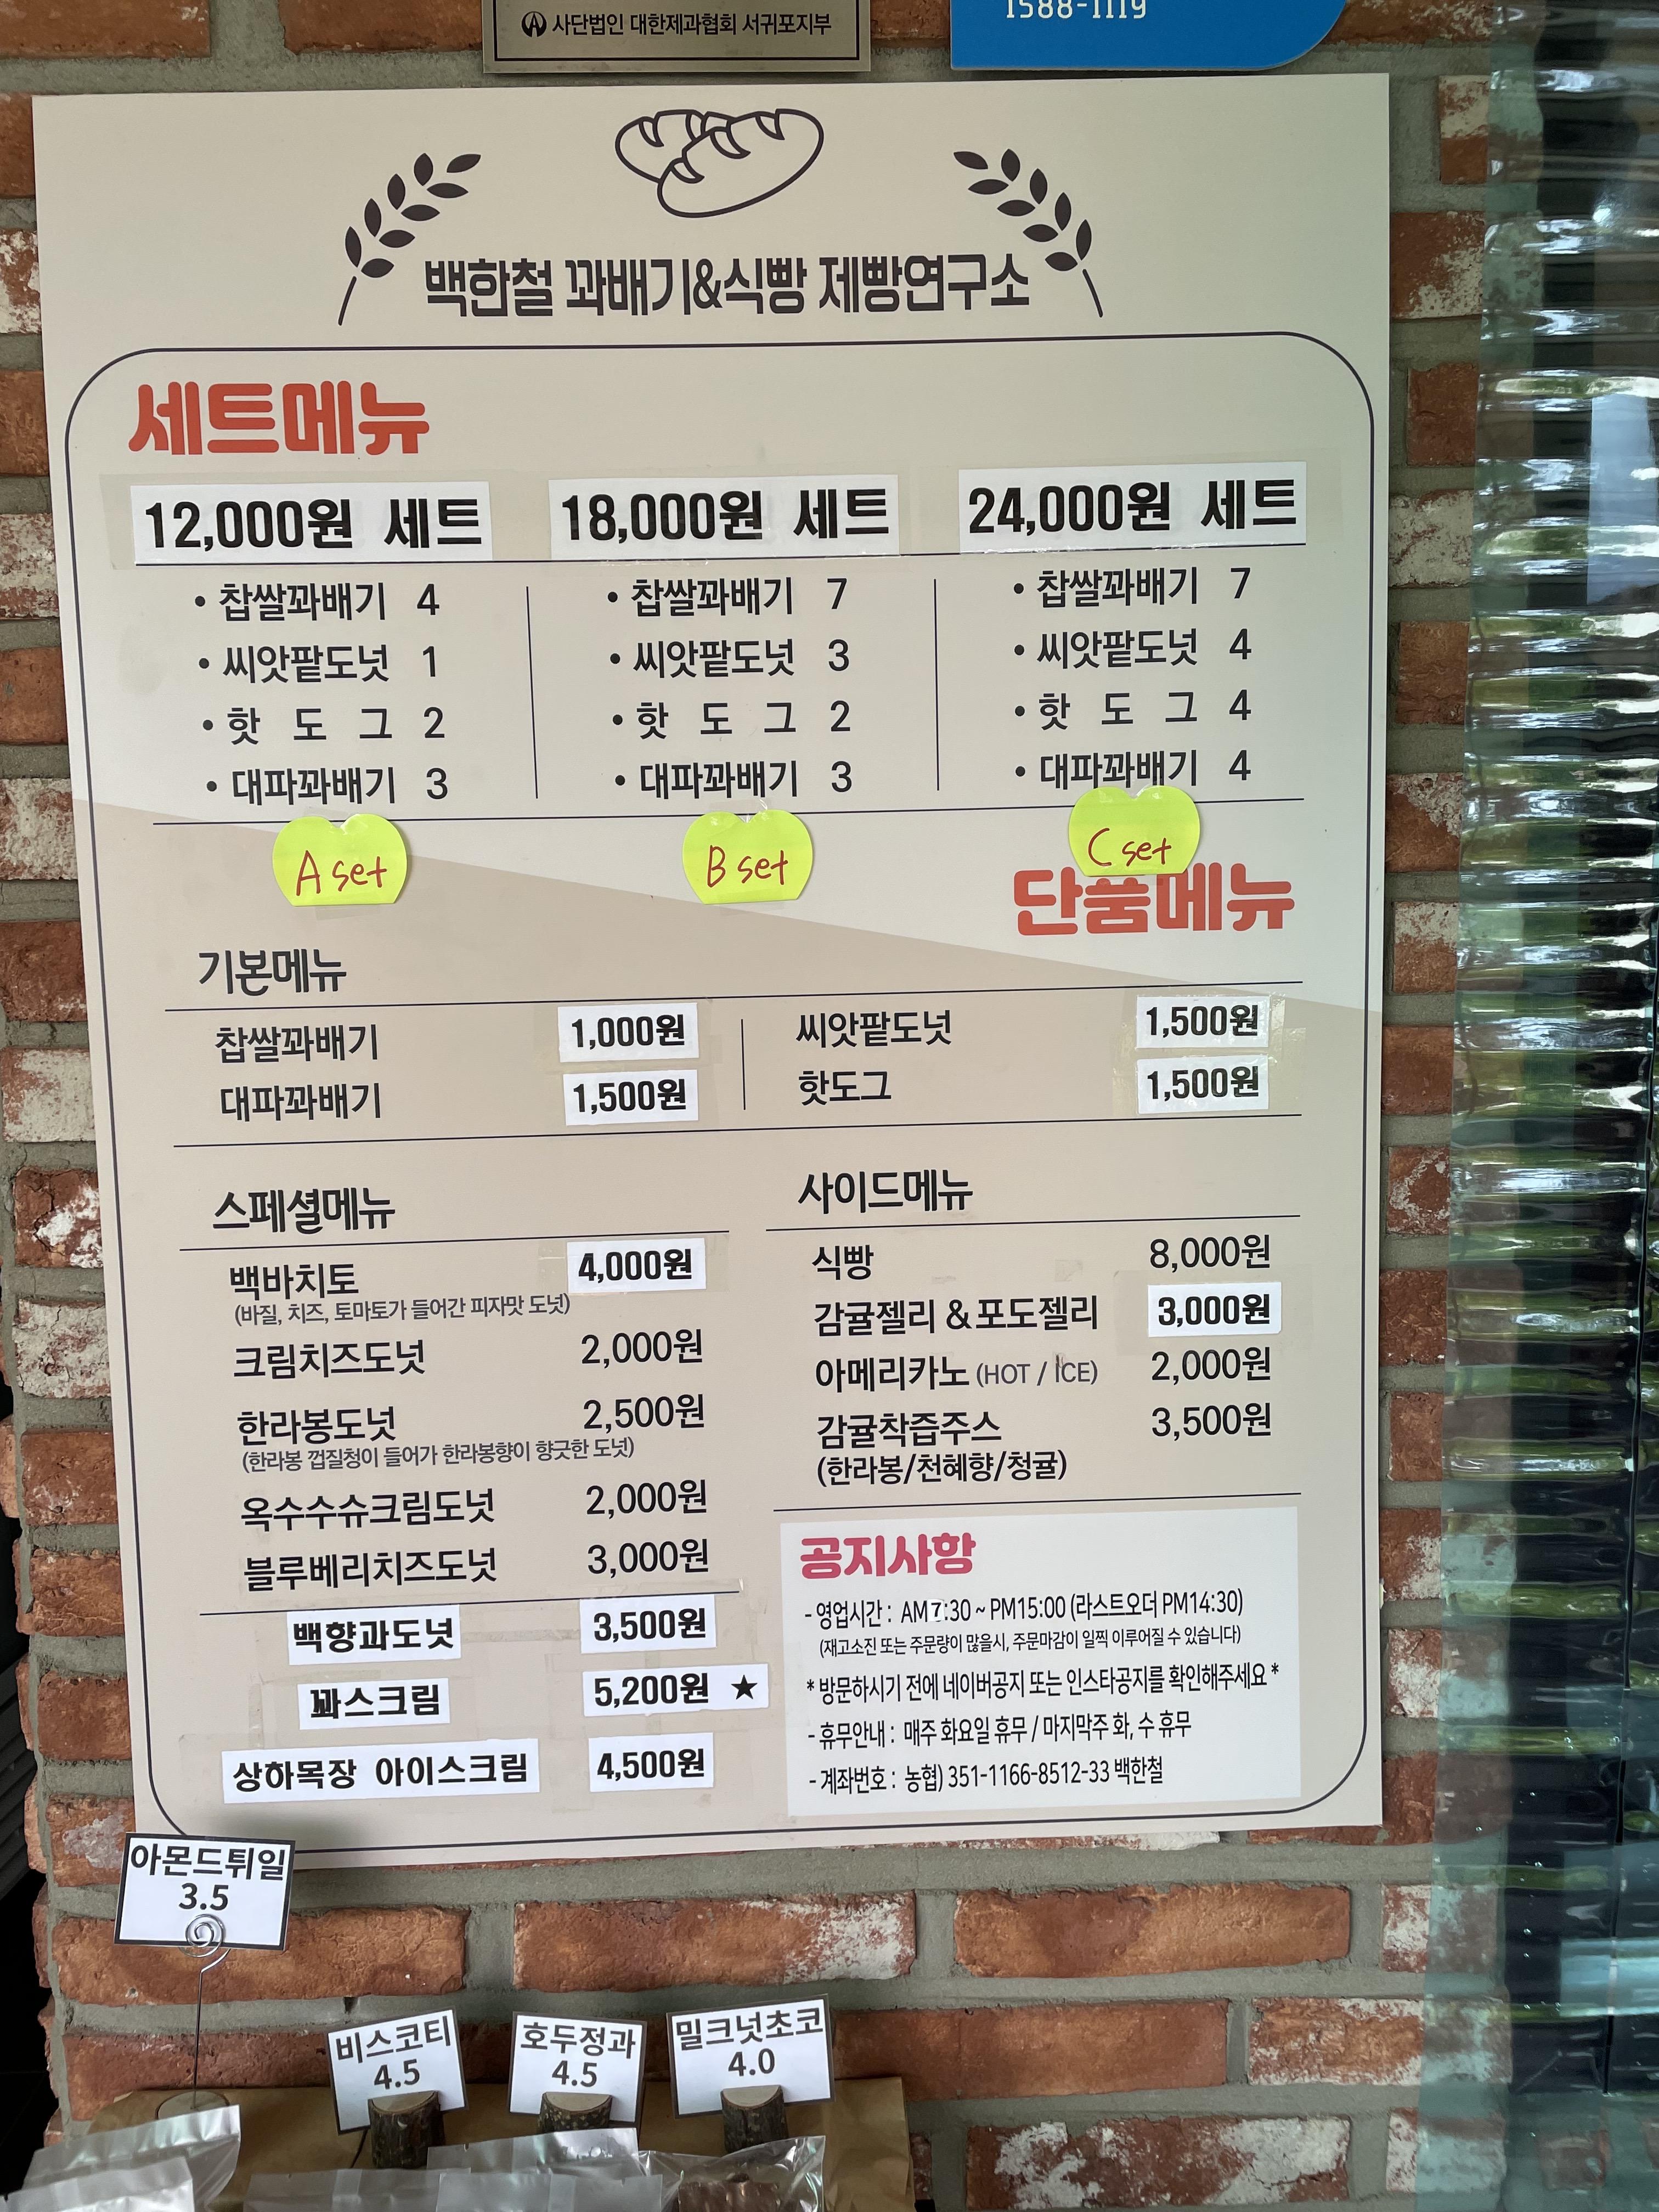 사단법인 대한제과협회 서귀포지부
1588-1119
백한철 꽈배기&식빵 제빵연구소
세트메뉴
12,000원 세트
• 찹쌀꽈배기 4
• 씨앗팥도넛 1
• 핫 도 그 2
• 대파꽈배기 3
A set
18,000원 세트
• 찹쌀꽈배기 7
• 씨앗팥도넛 3
• 핫 도 그 2
• 대파꽈배기 3
B set
24,000원 세트
• 찹쌀꽈배기 7
• 씨앗팥도넛 4
• 핫 도 그 4
• 대파꽈배기 4
C set
단품메뉴
기본메뉴
찹쌀꽈배기 1,000원
대파꽈배기 1,500원
씨앗팥도넛 1,500원
핫도그 1,500원
스페셜메뉴
백바치토 4,000원
(바질, 치즈, 토마토가 들어간 피자맛 도넛)
크림치즈도넛 2,000원
한라봉도넛 2,500원
(한라봉 껍질청이 들어가 한라봉향이 향긋한 도넛)
옥수수슈크림도넛 2,000원
블루베리치즈도넛 3,000원
백향과도넛 3,500원
꽈스크림 5,200원 ★
상하목장 아이스크림 4,500원
사이드메뉴
식빵 8,000원
감귤젤리 & 포도젤리 3,000원
아메리카노 (HOT / ICE) 2,000원
감귤착즙주스 3,500원
(한라봉/천혜향/청귤)
공지사항
- 영업시간 : AM7:30 ~ PM15:00 (라스트오더 PM14:30)
(재고소진 또는 주문량이 많을시, 주문마감이 일찍 이루어질 수 있습니다)
* 방문하시기 전에 네이버공지 또는 인스타공지를 확인해주세요 *
- 휴무안내 : 매주 화요일 휴무 / 마지막주 화, 수 휴무
- 계좌번호 : 농협) 351-1166-8512-33 백한철
아몬드튀일
3.5
비스코티
4.5
호두정과
4.5
밀크넛초코
4.0